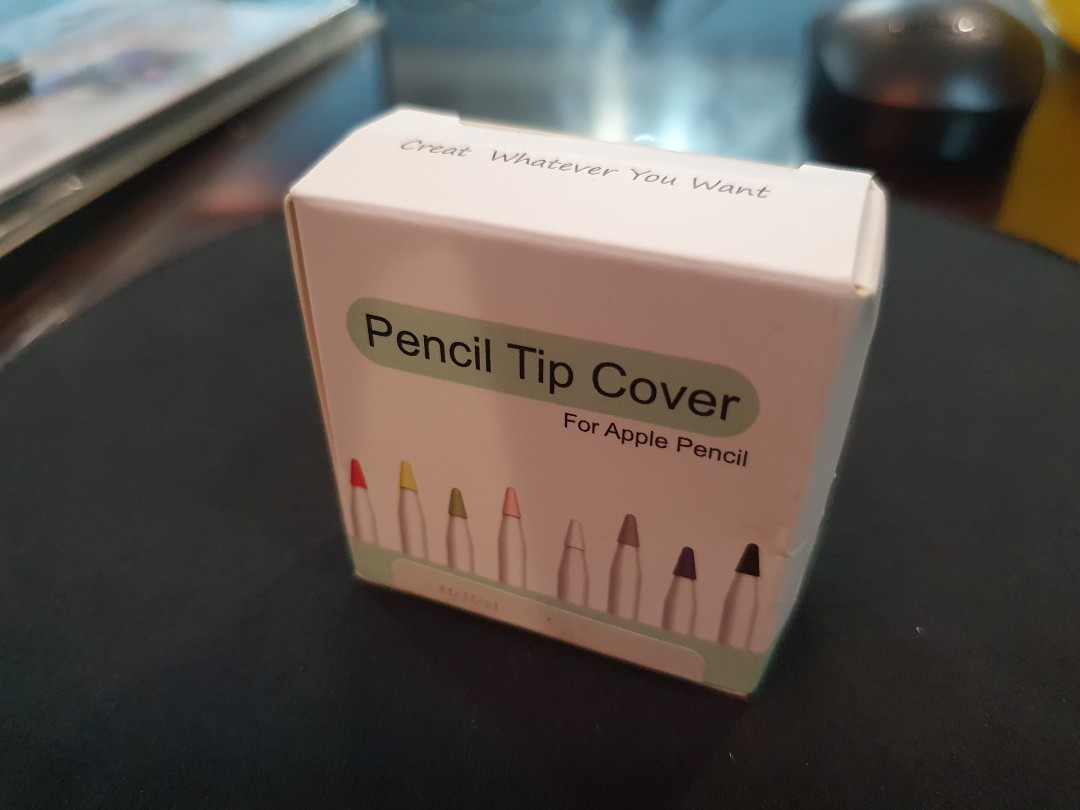 Creat Whatever You Want
Pencil Tip Cover
For Apple Pencil